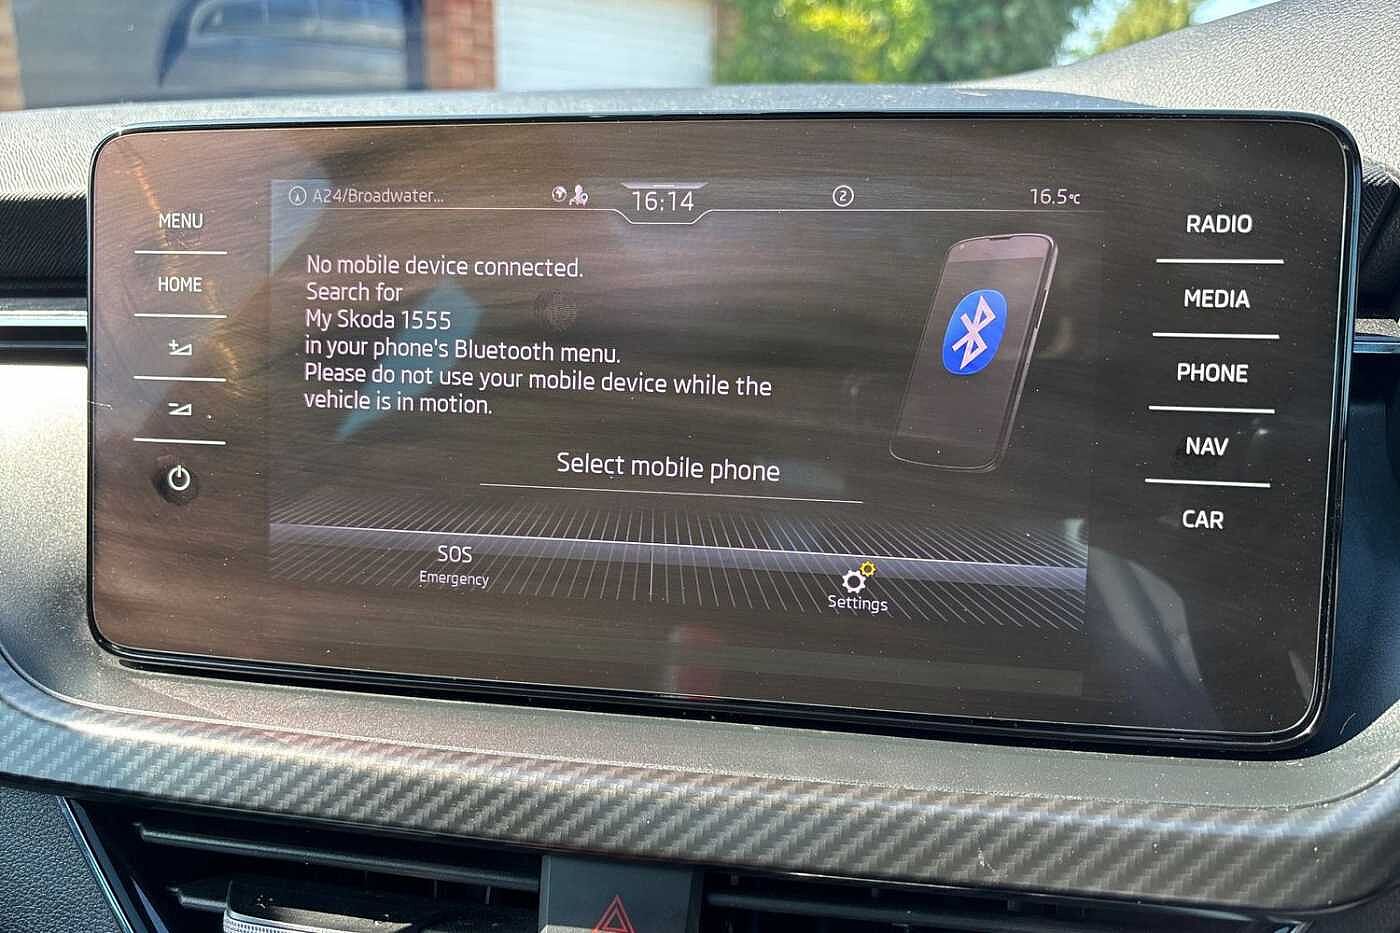 A24/Broadwater...
16:14
2
16.5°C
MENU
HOME
No mobile device connected.
Search for
My Skoda 1555
in your phone's Bluetooth menu.
Please do not use your mobile device while the
vehicle is in motion.
Select mobile phone
SOS
Emergency
Settings
RADIO
MEDIA
PHONE
NAV
CAR